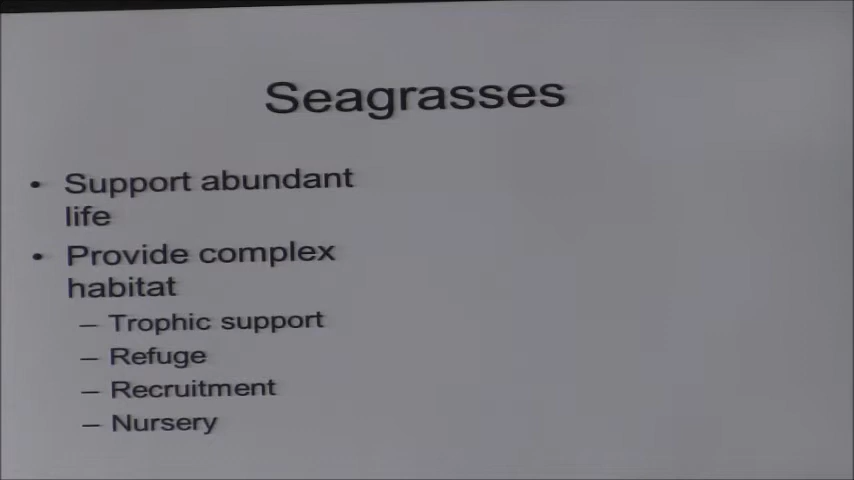 Seagrasses
• Support abundant
life
• Provide complex
habitat
– Trophic support
– Refuge
– Recruitment
– Nursery